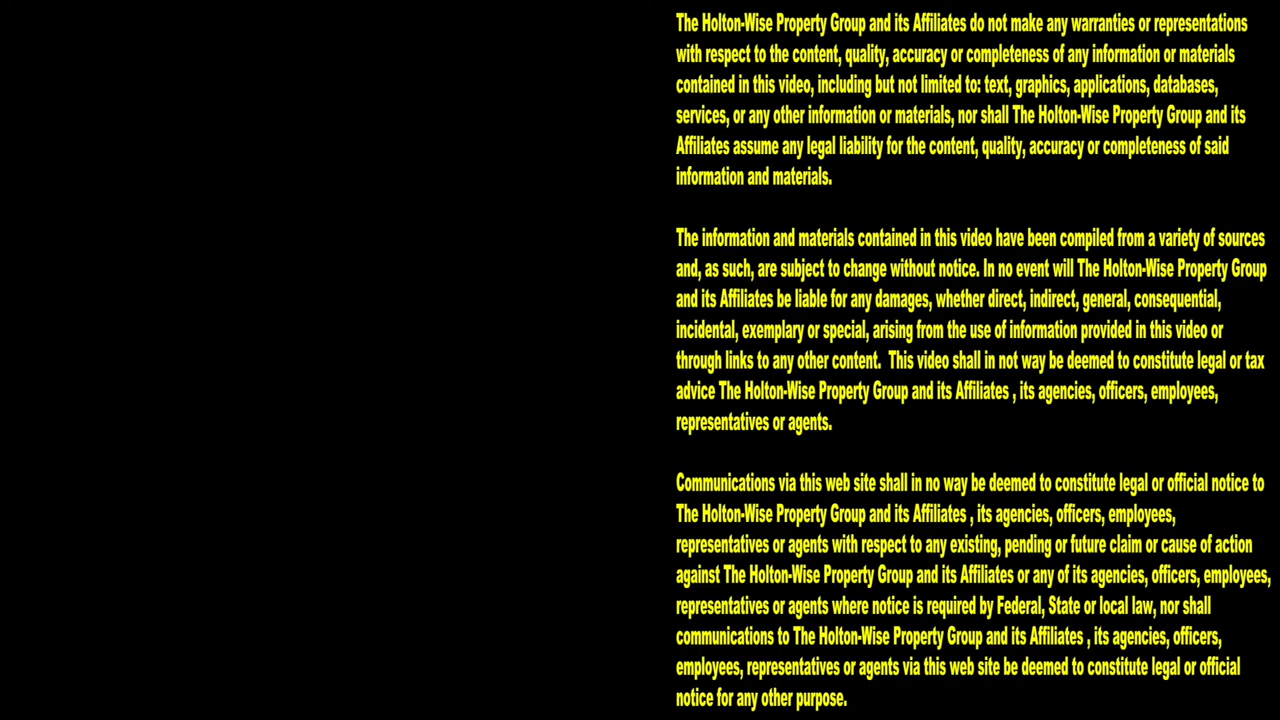 The Holton-Wise Property Group and its Affiliates do not make any warranties or representations
with respect to the content, quality, accuracy or completeness of any information or materials
contained in this video, including but not limited to: text, graphics, applications, databases,
services, or any other information or materials, nor shall The Holton-Wise Property Group and its
Affiliates assume any legal liability for the content, quality, accuracy or completeness of said
information and materials.
The information and materials contained in this video have been compiled from a variety of sources
and, as such, are subject to change without notice. In no event will The Holton-Wise Property Group
and its Affiliates be liable for any damages, whether direct, indirect, general, consequential,
incidental, exemplary or special, arising from the use of information provided in this video or
through links to any other content.  This video shall in not way be deemed to constitute legal or tax
advice The Holton-Wise Property Group and its Affiliates , its agencies, officers, employees,
representatives or agents.
Communications via this web site shall in no way be deemed to constitute legal or official notice to
The Holton-Wise Property Group and its Affiliates , its agencies, officers, employees,
representatives or agents with respect to any existing, pending or future claim or cause of action
against The Holton-Wise Property Group and its Affiliates or any of its agencies, officers, employees,
representatives or agents where notice is required by Federal, State or local law, nor shall
communications to The Holton-Wise Property Group and its Affiliates , its agencies, officers,
employees, representatives or agents via this web site be deemed to constitute legal or official
notice for any other purpose.